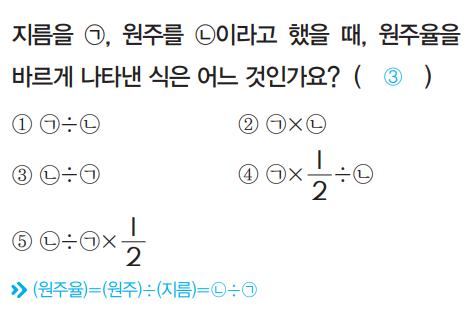 지름을 ㉠, 원주를 ㉡이라고 했을 때, 원주율을
바르게 나타낸 식은 어느 것인가요? ( ③ )
① ㉠÷㉡ ② ㉠×㉡
③ ㉡÷㉠ ④ ㉠×1/2÷㉡
⑤ ㉡÷㉠×1/2
≫ (원주율)=(원주)÷(지름)=㉡÷㉠